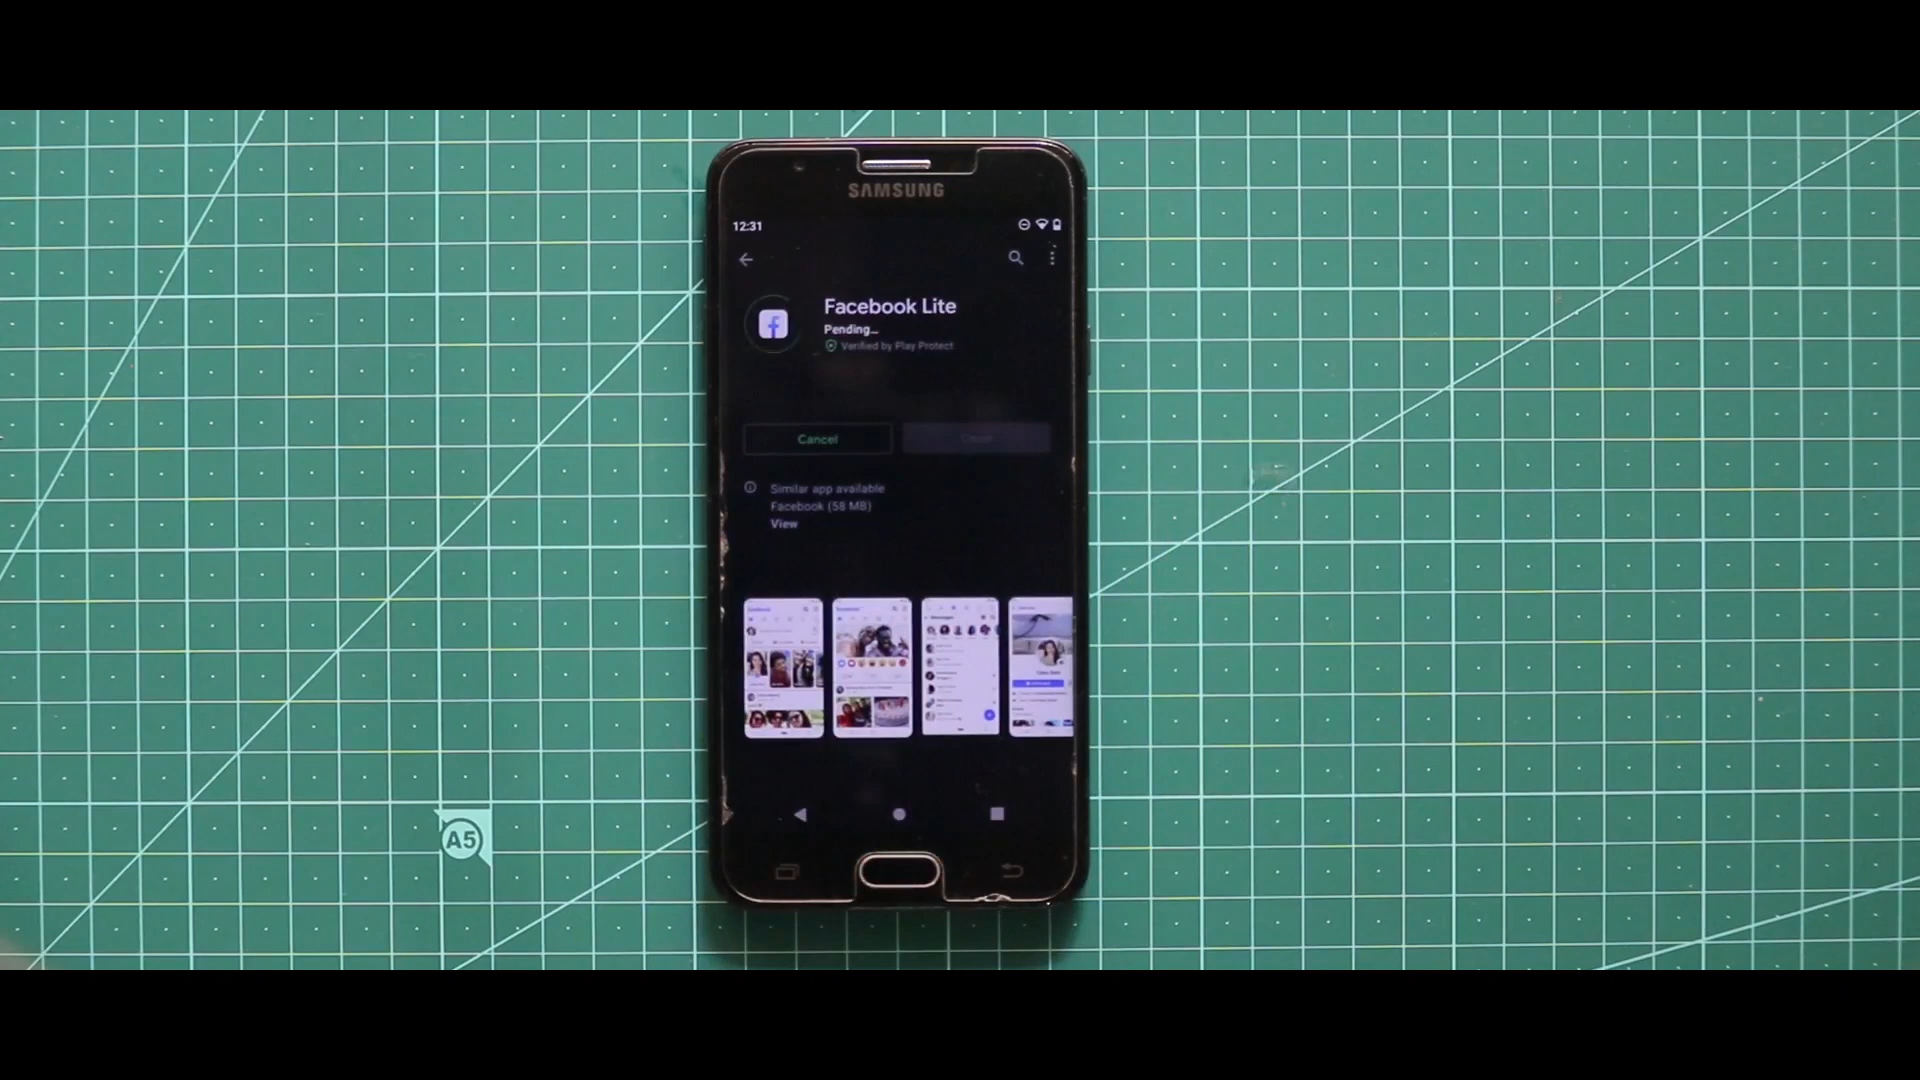 SAMSUNG
12:31
Facebook Lite
Pending...
Verified by Play Protect
Cancel
Similar app available
Facebook (58 MB)
View
A5